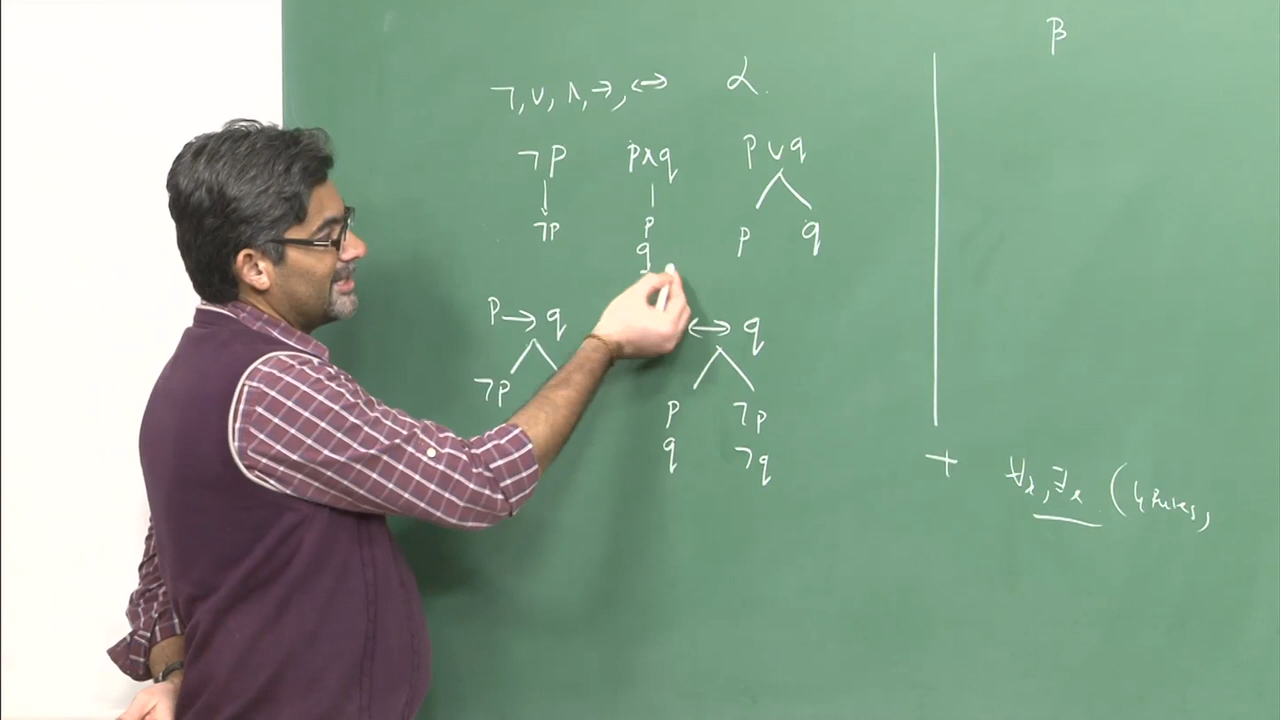 β
¬, ∨, ∧, →, ↔ α.
¬p p∧q p∨q
¬p p p q
q
p→q ↔ q
¬p p ¬p
q ¬q
+ ∀x, ∃x (4 Rules,